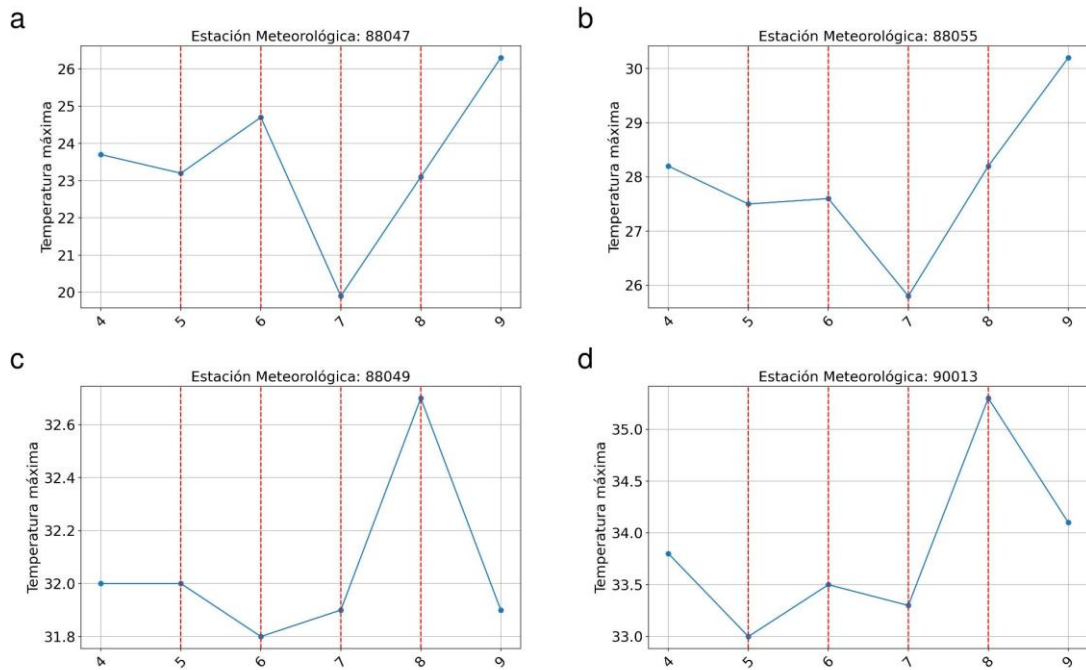 a
Estación Meteorológica: 88047
Temperatura máxima
26
25
24
23
22
21
20
4 5 6 7 8 9
b
Estación Meteorológica: 88055
Temperatura máxima
30
29
28
27
26
4 5 6 7 8 9
c
Estación Meteorológica: 88049
Temperatura máxima
32.6
32.4
32.2
32.0
31.8
4 5 6 7 8 9
d
Estación Meteorológica: 90013
Temperatura máxima
35.0
34.5
34.0
33.5
33.0
4 5 6 7 8 9